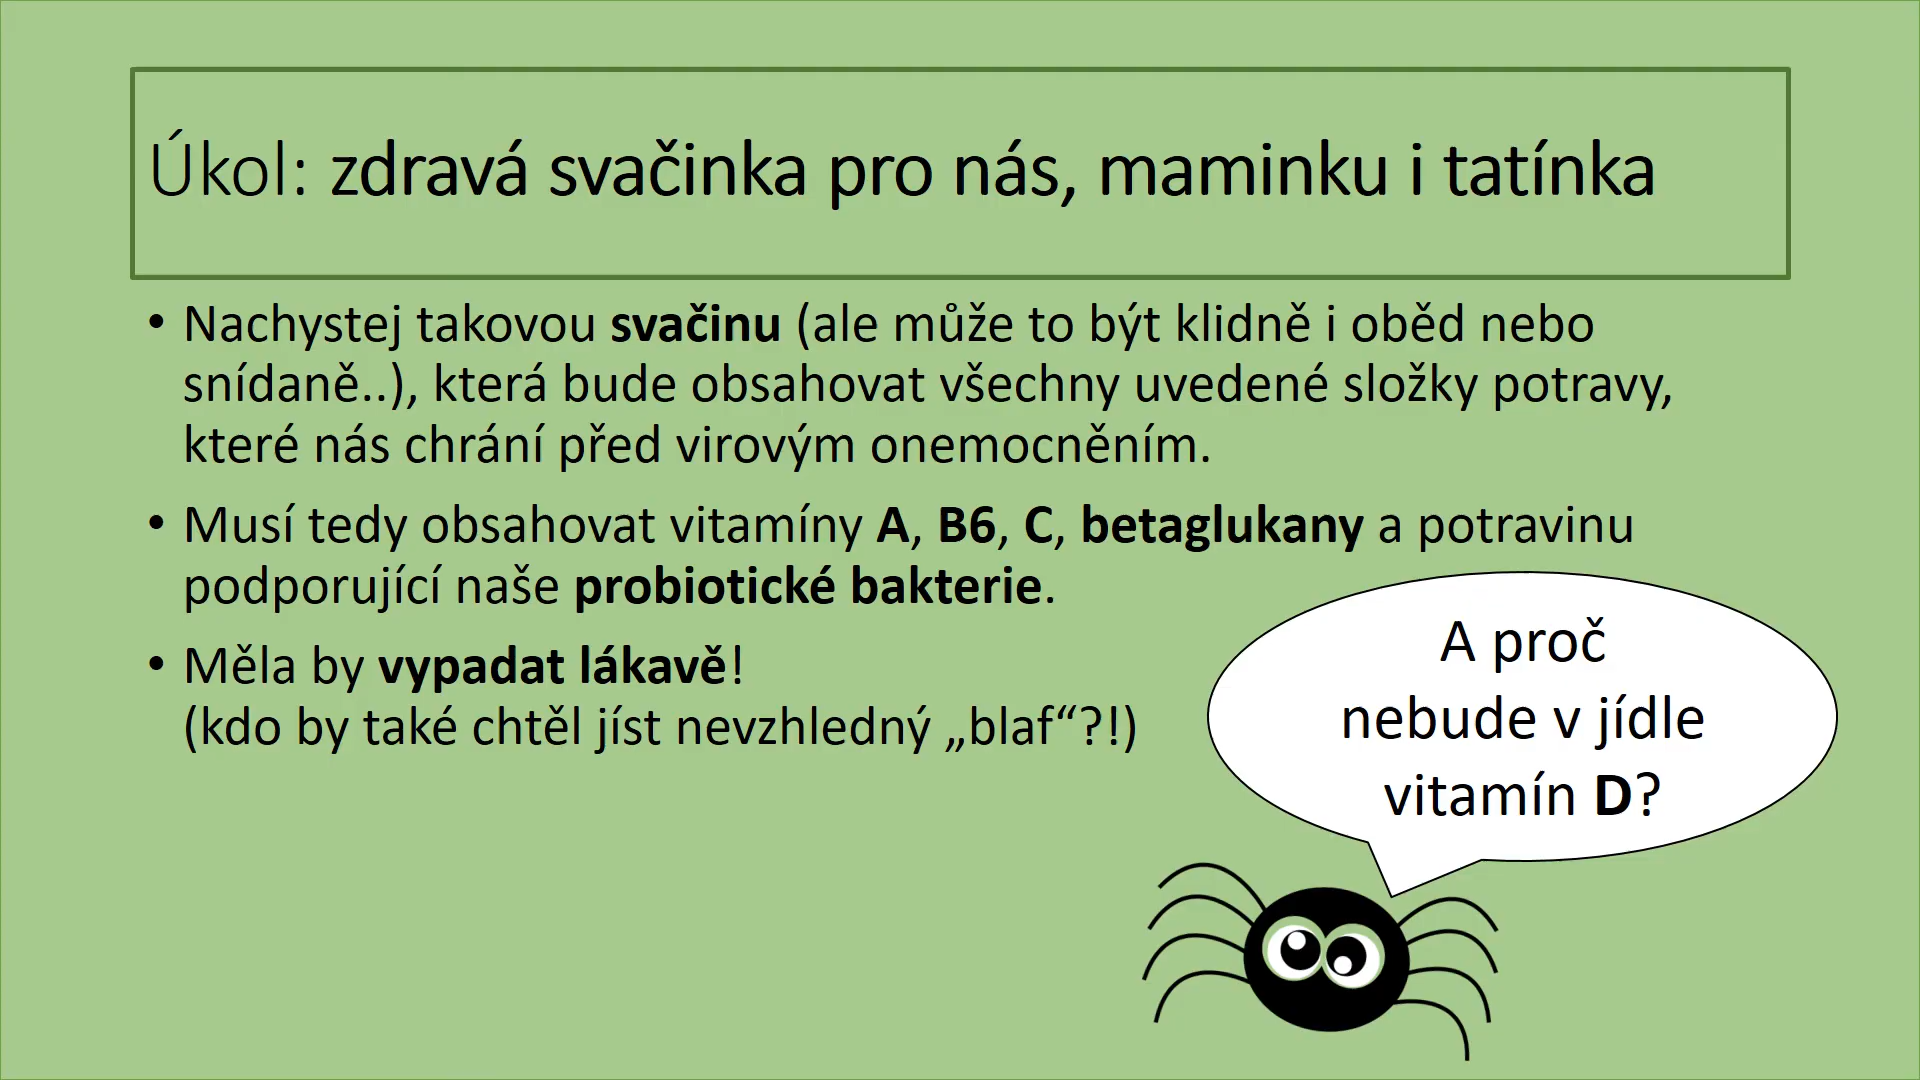 Úkol: zdravá svačinka pro nás, maminku i tatínka
• Nachystej takovou svačinu (ale může to být klidně i oběd nebo
snídaně..), která bude obsahovat všechny uvedené složky potravy,
které nás chrání před virovým onemocněním.
• Musí tedy obsahovat vitamíny A, B6, C, betaglukany a potravinu
podporující naše probiotické bakterie.
• Měla by vypadat lákavě!
(kdo by také chtěl jíst nevzhledný „blaf“?!)
A proč
nebude v jídle
vitamín D?